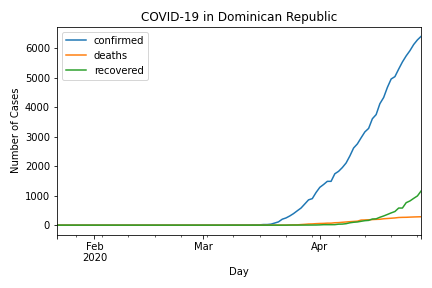 COVID-19 in Dominican Republic
confirmed
deaths
recovered
Number of Cases
6000
5000
4000
3000
2000
1000
0
Feb
2020
Mar
Apr
Day